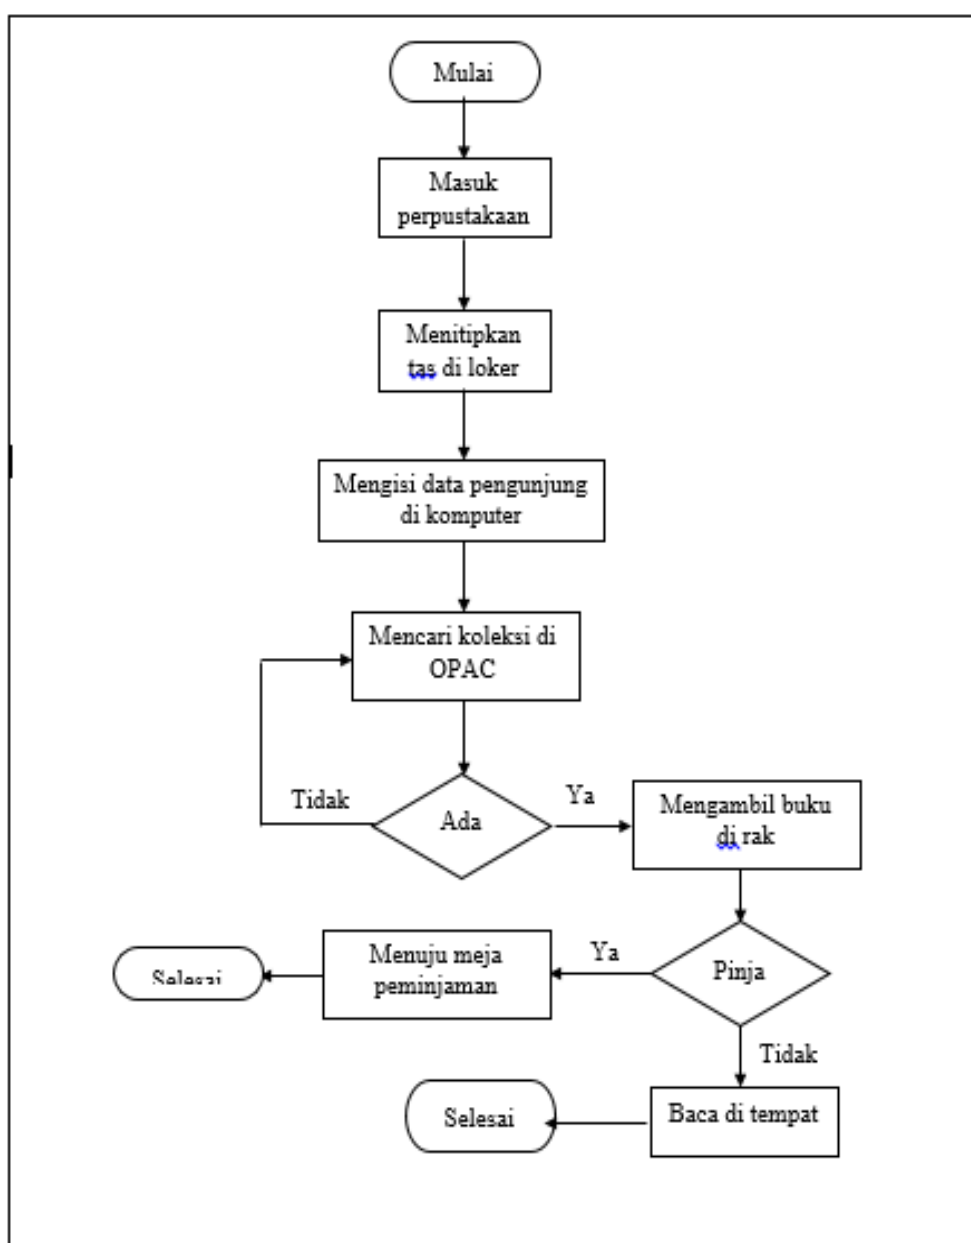 Mulai
Masuk
perpustakaan
Menitipkan
tas di loker
Mengisi data pengunjung
di komputer
Mencari koleksi di
OPAC
Tidak
Ada
Ya
Mengambil buku
di rak
Pinja
Ya
Menuju meja
peminjaman
Selesai
Tidak
Baca di tempat
Selesai